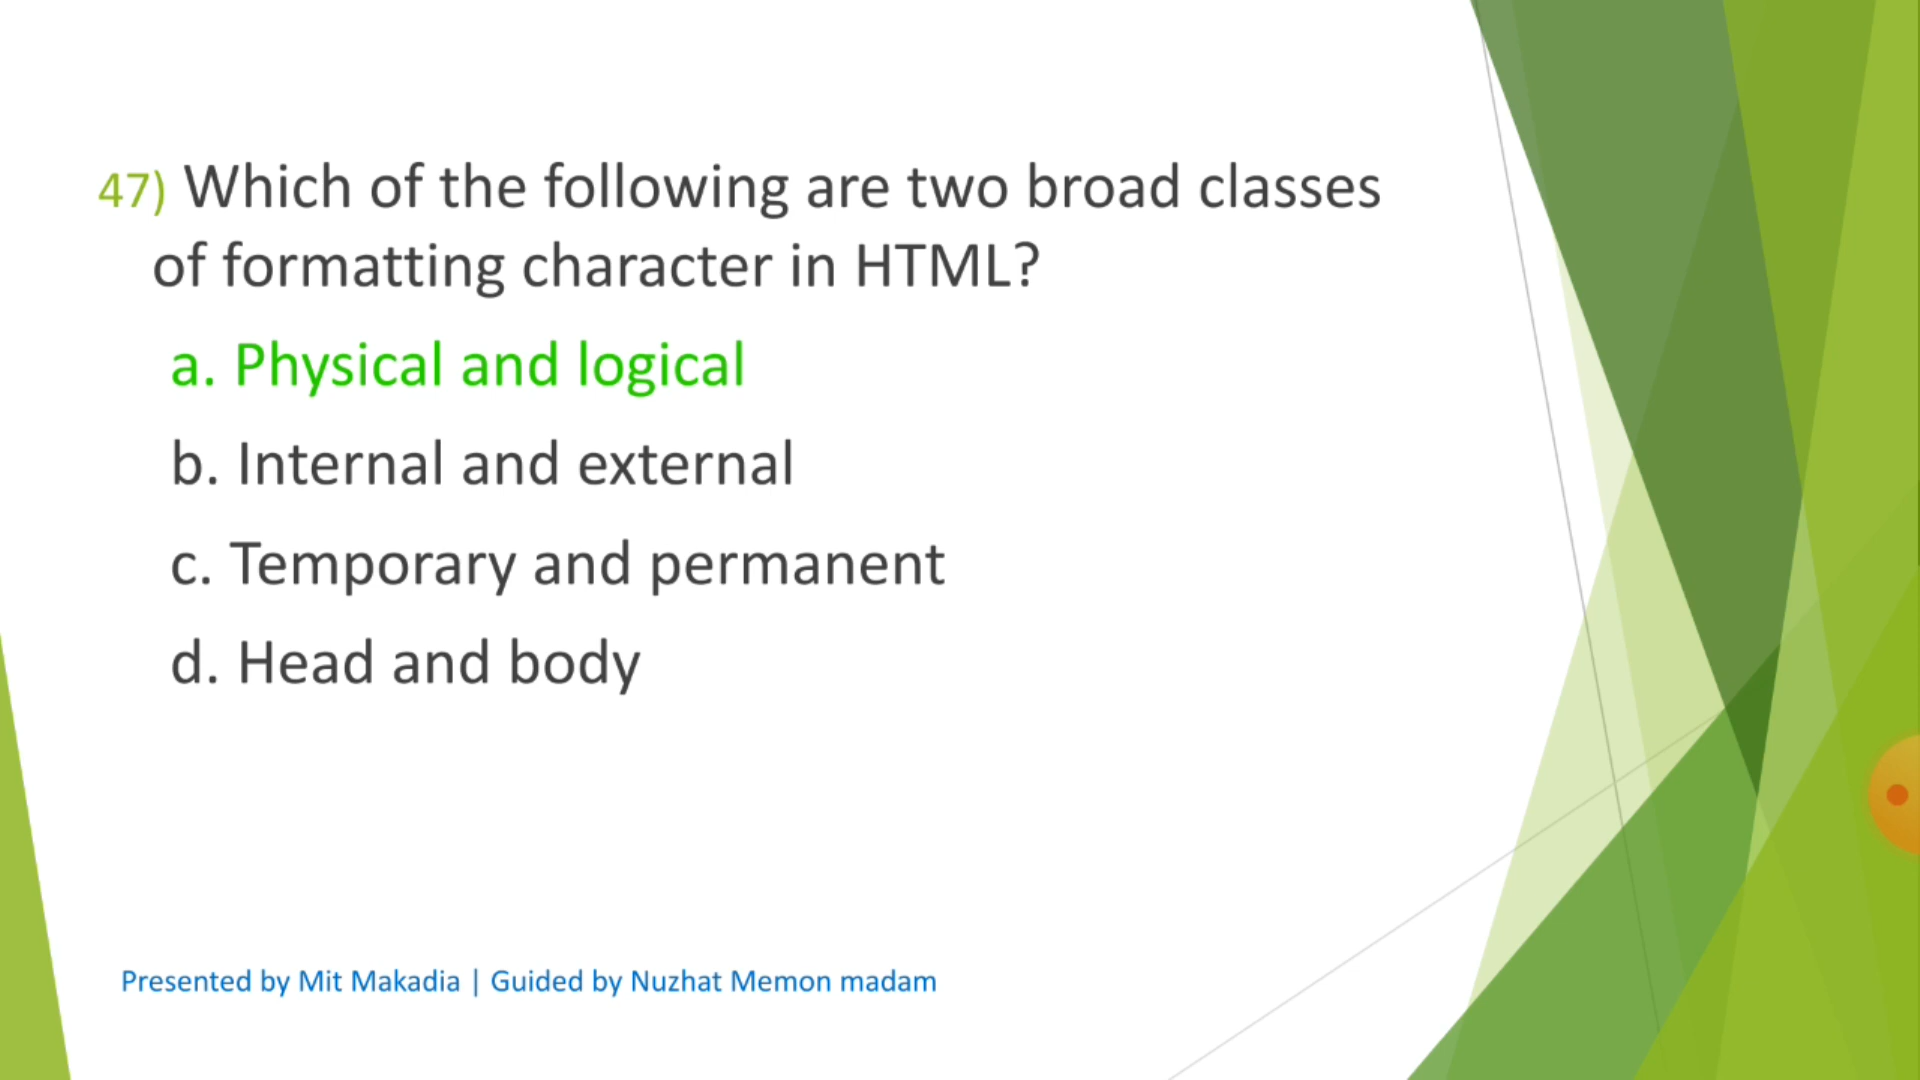 47) Which of the following are two broad classes
of formatting character in HTML?
a. Physical and logical
b. Internal and external
c. Temporary and permanent
d. Head and body
Presented by Mit Makadia | Guided by Nuzhat Memon madam